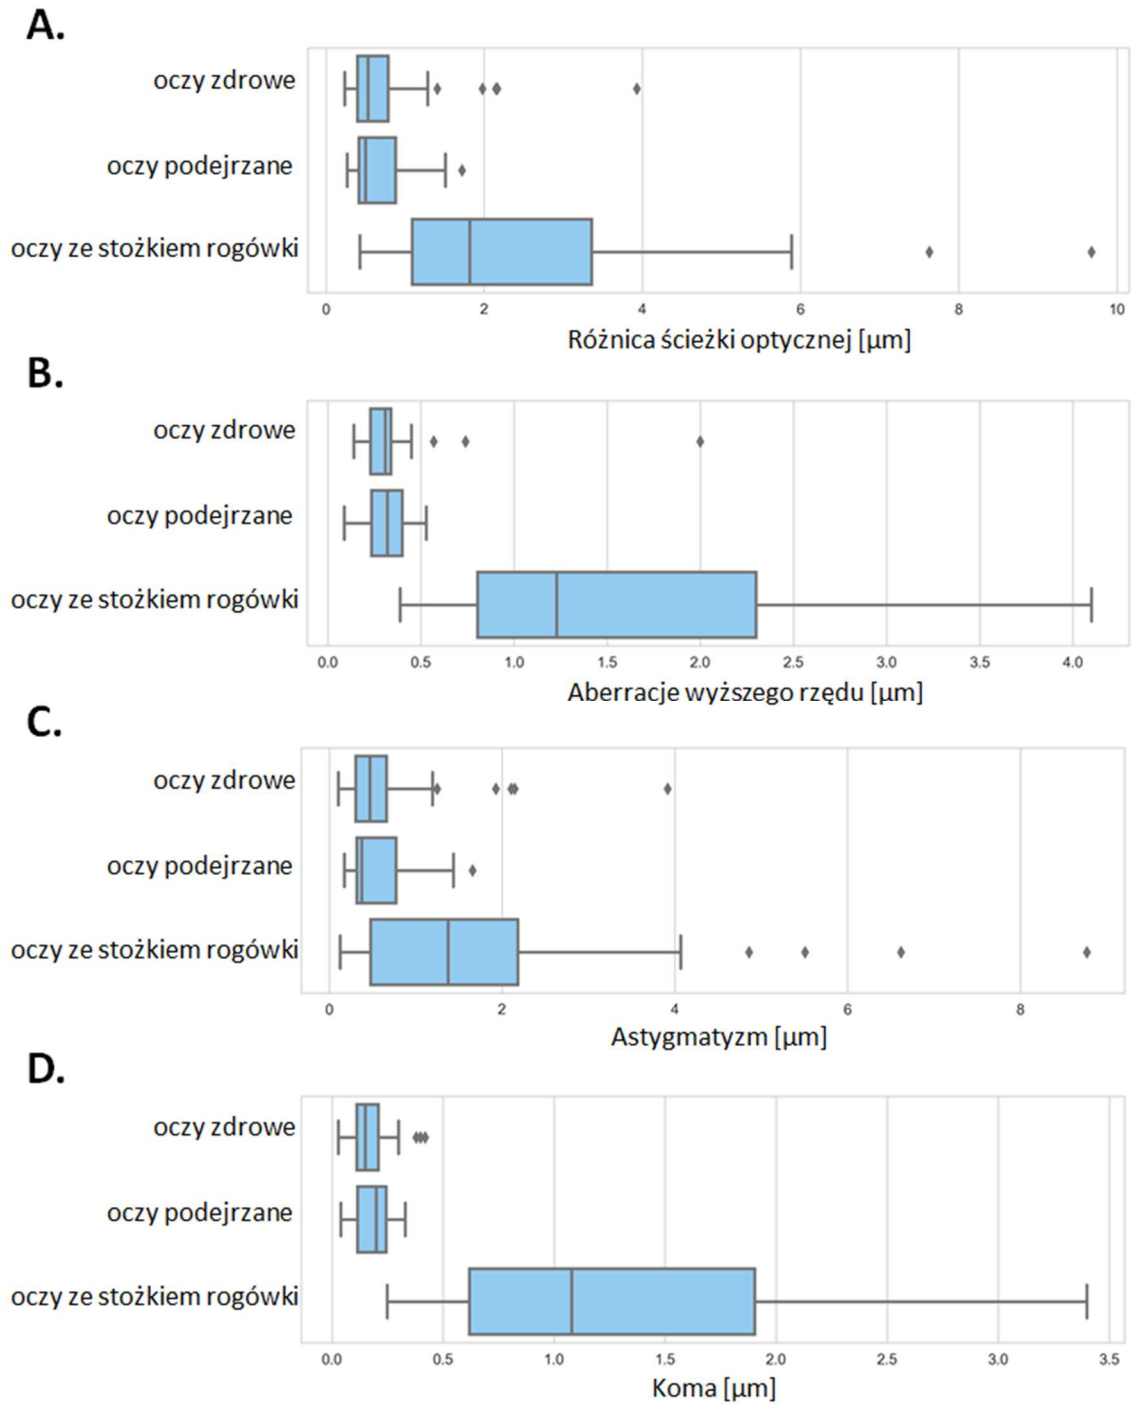 A.
oczy zdrowe
oczy podejrzane
oczy ze stożkiem rogówki
0 2 4 6 8 10
Różnica ścieżki optycznej [µm]
B.
oczy zdrowe
oczy podejrzane
oczy ze stożkiem rogówki
0.0 0.5 1.0 1.5 2.0 2.5 3.0 3.5 4.0
Aberracje wyższego rzędu [µm]
C.
oczy zdrowe
oczy podejrzane
oczy ze stożkiem rogówki
0 2 4 6 8
Astygmatyzm [µm]
D.
oczy zdrowe
oczy podejrzane
oczy ze stożkiem rogówki
0.0 0.5 1.0 1.5 2.0 2.5 3.0 3.5
Koma [µm]